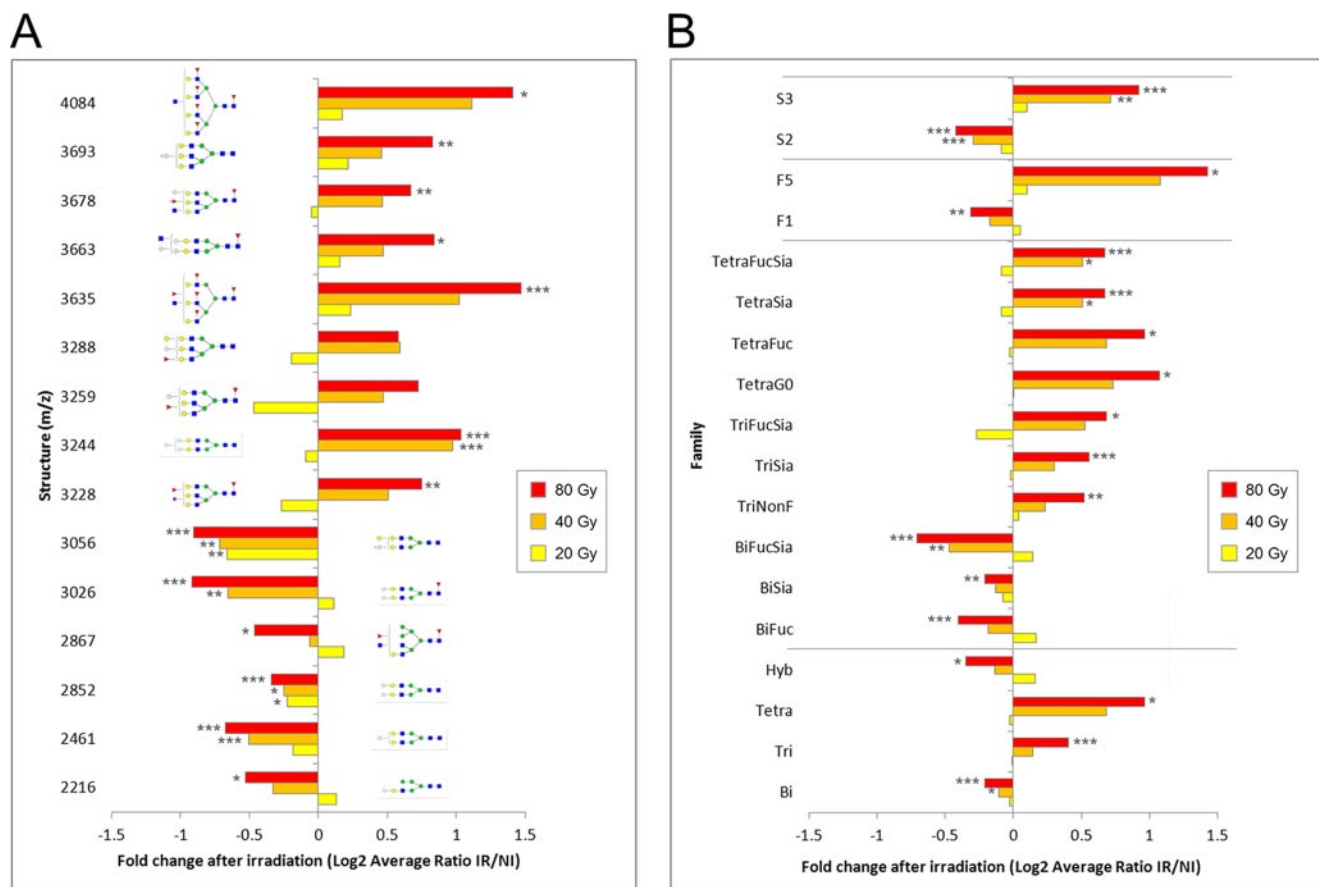 A
Structure (m/z)
4084
*
3693
**
3678
**
3663
*
3635
***
3288
3259
3244
***
***
3228
**
3056
***
**
**
3026
***
**
2867
*
2852
***
*
*
2461
***
***
2216
*
80 Gy
40 Gy
20 Gy
-1.5 -1 -0.5 0 0.5 1 1.5
Fold change after irradiation (Log2 Average Ratio IR/NI)
B
Family
S3
***
**
S2
***
***
F5
*
F1
**
TetraFucSia
***
*
TetraSia
***
*
TetraFuc
*
TetraG0
*
TriFucSia
*
TriSia
***
TriNonF
**
BiFucSia
***
**
BiSia
**
BiFuc
***
Hyb
*
Tetra
*
Tri
***
Bi
***
*
80 Gy
40 Gy
20 Gy
-1.5 -1 -0.5 0 0.5 1 1.5
Fold change after irradiation (Log2 Average Ratio IR/NI)